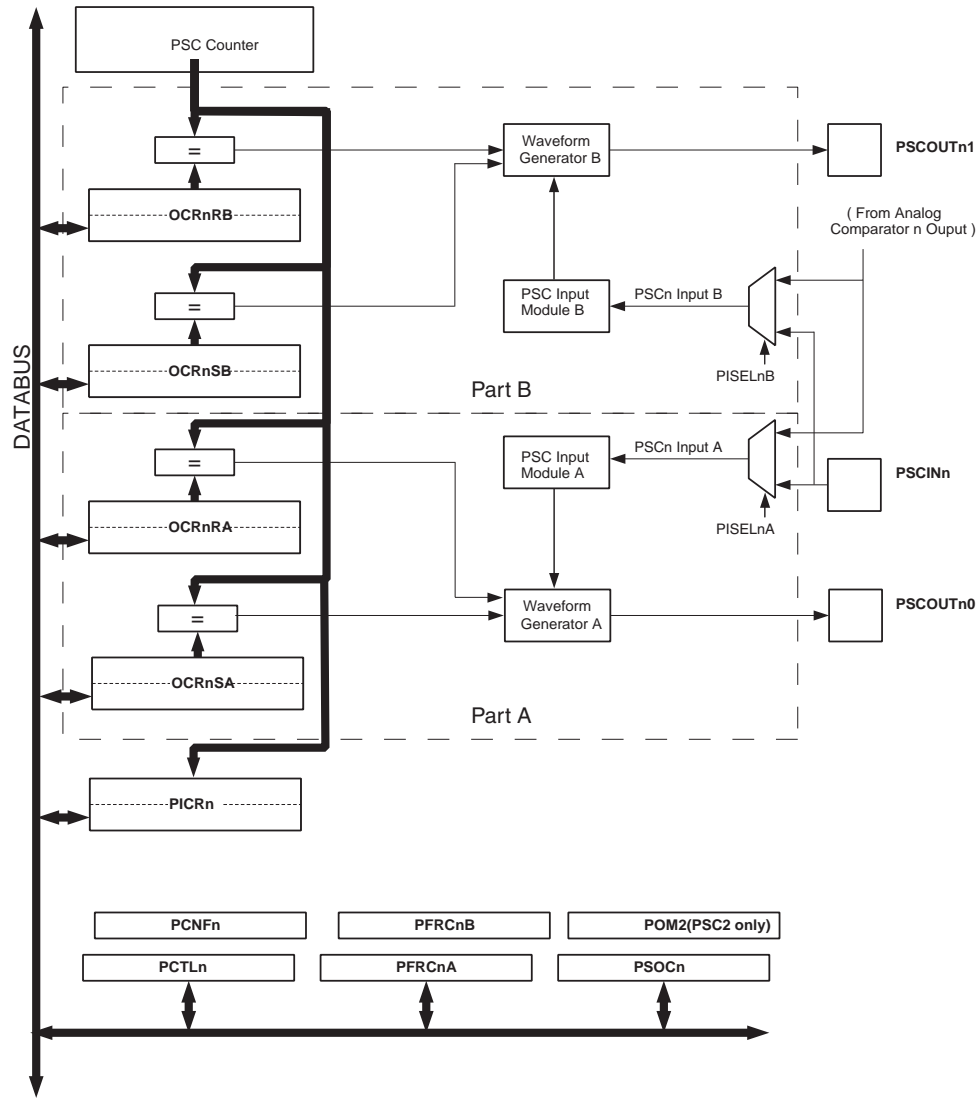 PSC Counter
=
Waveform
Generator B
PSCOUTn1
OCRnRB
( From Analog
Comparator n Ouput )
=
PSC Input
Module B
PSCn Input B
OCRnSB
PISELnB
DATABUS
Part B
=
PSC Input
Module A
PSCn Input A
PSCINn
OCRnRA
PISELnA
=
Waveform
Generator A
PSCOUTn0
OCRnSA
Part A
PICRn
PCNFn
PFRCnB
POM2(PSC2 only)
PCTLn
PFRCnA
PSOCn